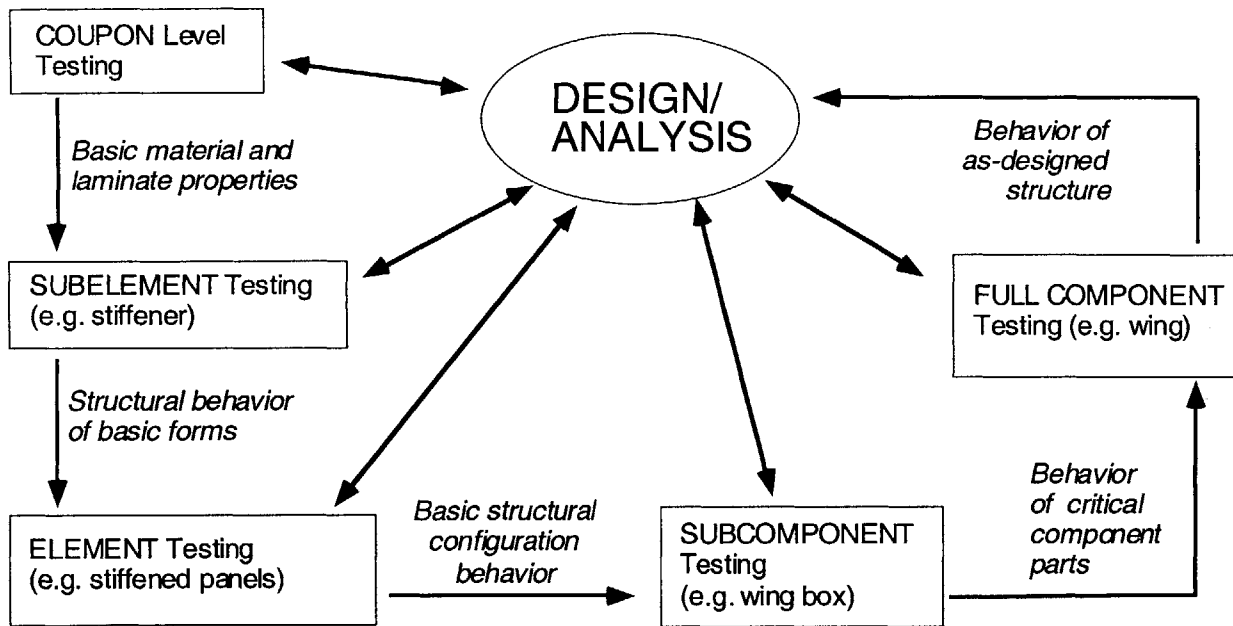 COUPON Level
Testing
DESIGN/
ANALYSIS
Basic material and
laminate properties
Behavior of
as-designed
structure
SUBELEMENT Testing
(e.g. stiffener)
FULL COMPONENT
Testing (e.g. wing)
Structural behavior
of basic forms
ELEMENT Testing
(e.g. stiffened panels)
Basic structural
configuration
behavior
SUBCOMPONENT
Testing
(e.g. wing box)
Behavior
of critical
component
parts